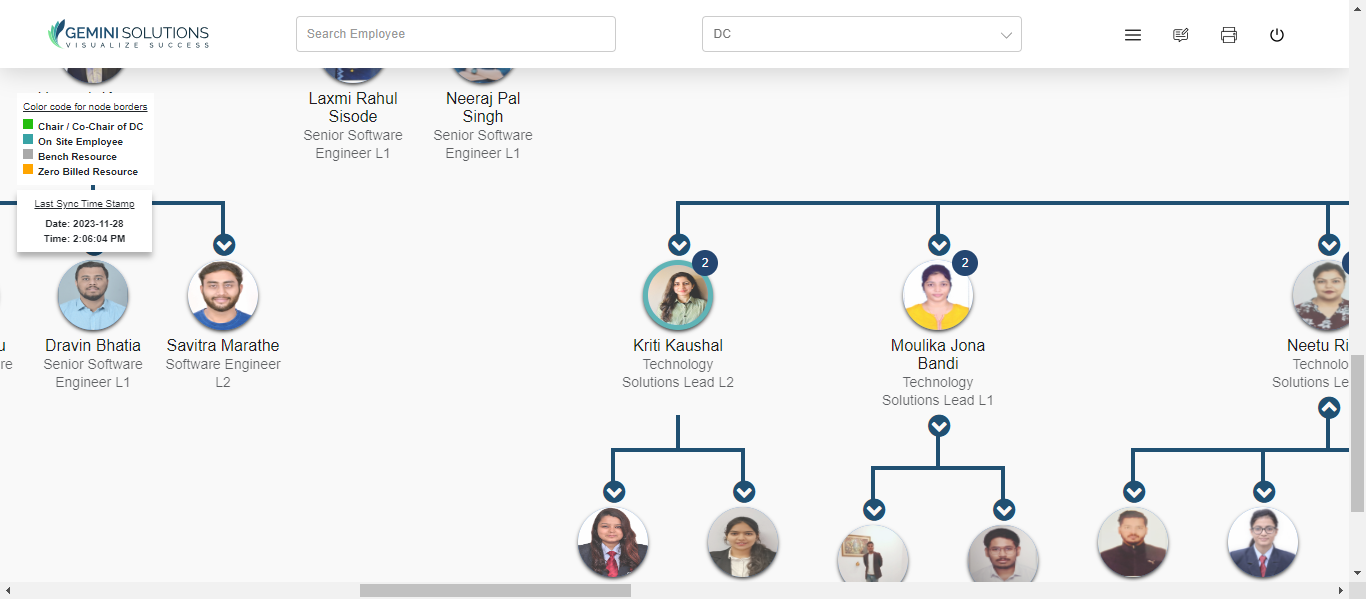 GEMINI SOLUTIONS
VISUALIZE SUCCESS
Search Employee
DC
Laxmi Rahul
Sisode
Senior Software
Engineer L1
Neeraj Pal
Singh
Senior Software
Engineer L1
Color code for node borders
Chair / Co-Chair of DC
On Site Employee
Bench Resource
Zero Billed Resource
Last Sync Time Stamp
Date: 2023-11-28
Time: 2:06:04 PM
Dravin Bhatia
Senior Software
Engineer L1
Savitra Marathe
Software Engineer
L2
2
Kriti Kaushal
Technology
Solutions Lead L2
2
Moulika Jona
Bandi
Technology
Solutions Lead L1
Neetu Ri
Technolo
Solutions Le